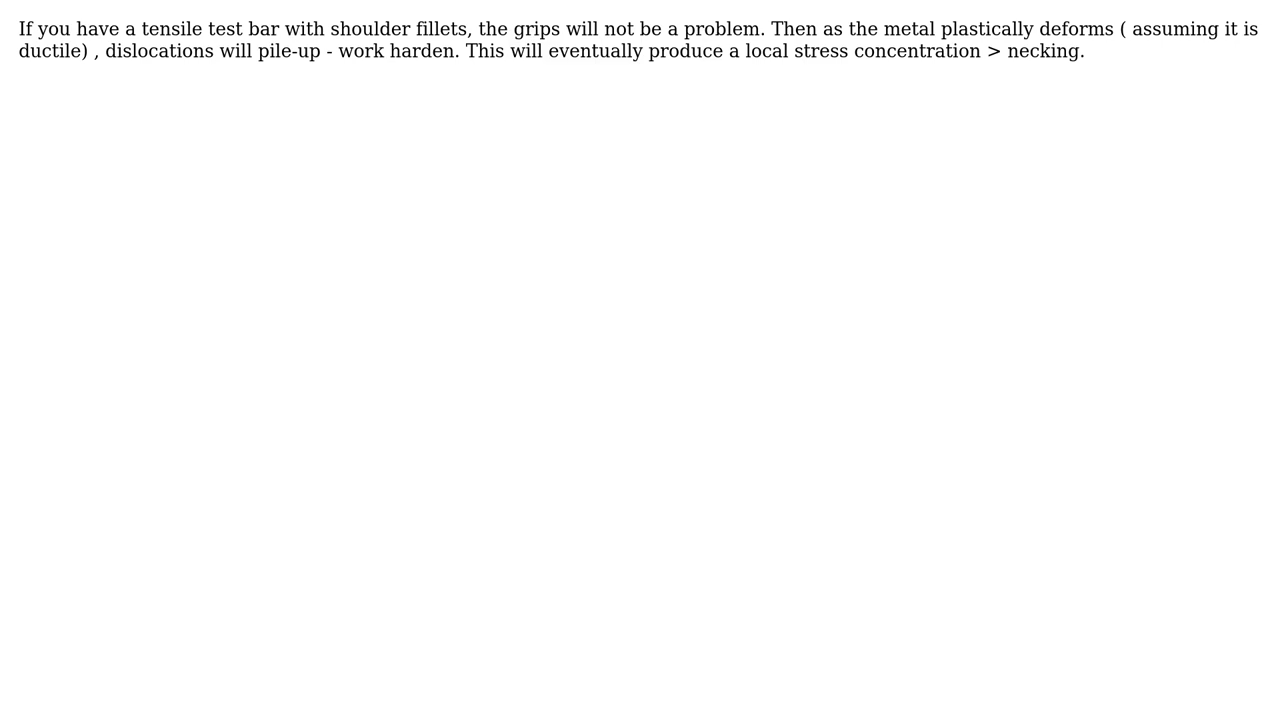 If you have a tensile test bar with shoulder fillets, the grips will not be a problem. Then as the metal plastically deforms ( assuming it is
ductile) , dislocations will pile-up - work harden. This will eventually produce a local stress concentration > necking.